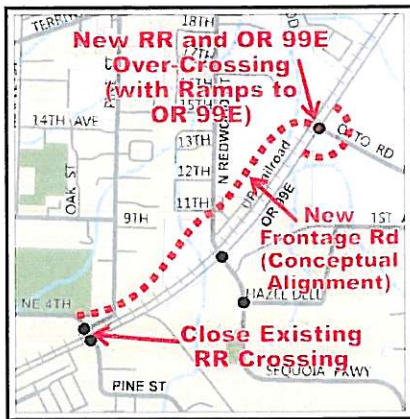 TERRITO
18TH
New RR and OR 99E
Over-Crossing
(with Ramps to
OR 99E)
15TH
14TH AVE
13TH
12TH
11TH
N REDWOOD ST
OAK ST
9TH
OTTO RD
UP Railroad
OR 99E
1ST A
New
Frontage Rd
(Conceptual
Alignment)
HAZEL DELL
NE 4TH
Close Existing
RR Crossing
PINE ST
SEQUOIA PKWY